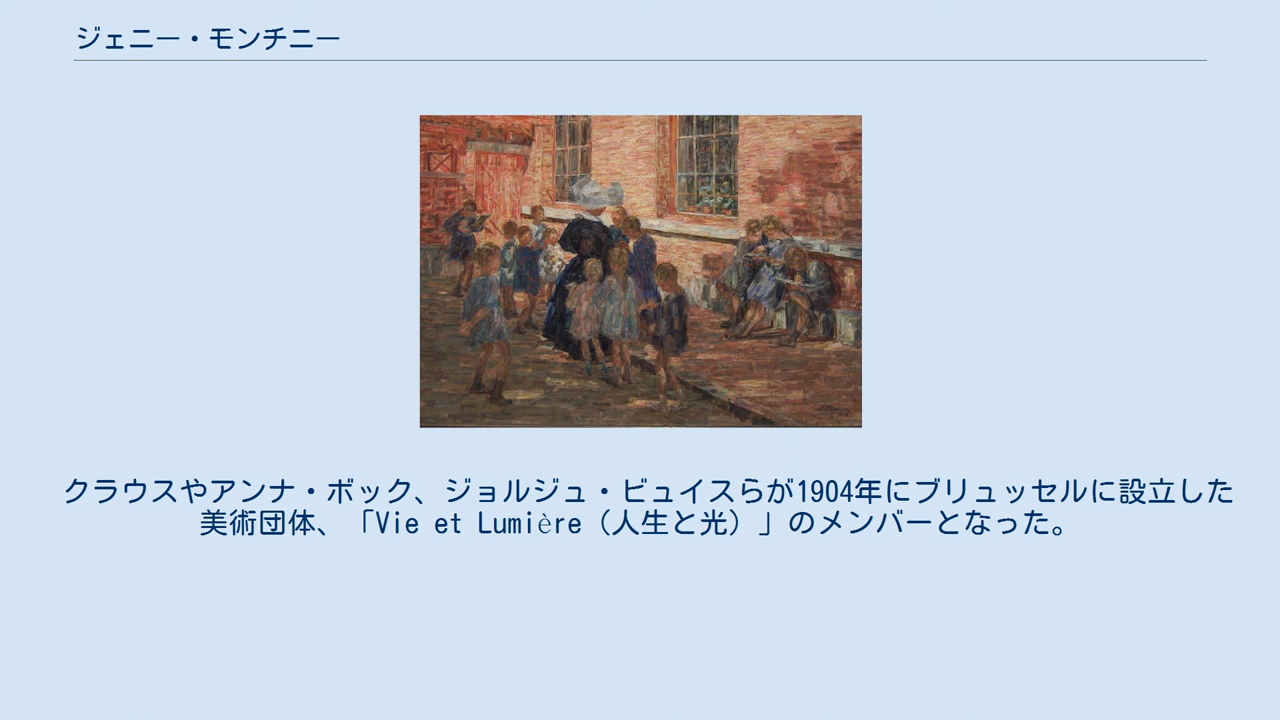 ジェニー・モンチニー
クラウスやアンナ・ボック、ジョルジュ・ビュイスらが1904年にブリュッセルに設立した
美術団体、「Vie et Lumière（人生と光）」のメンバーとなった。